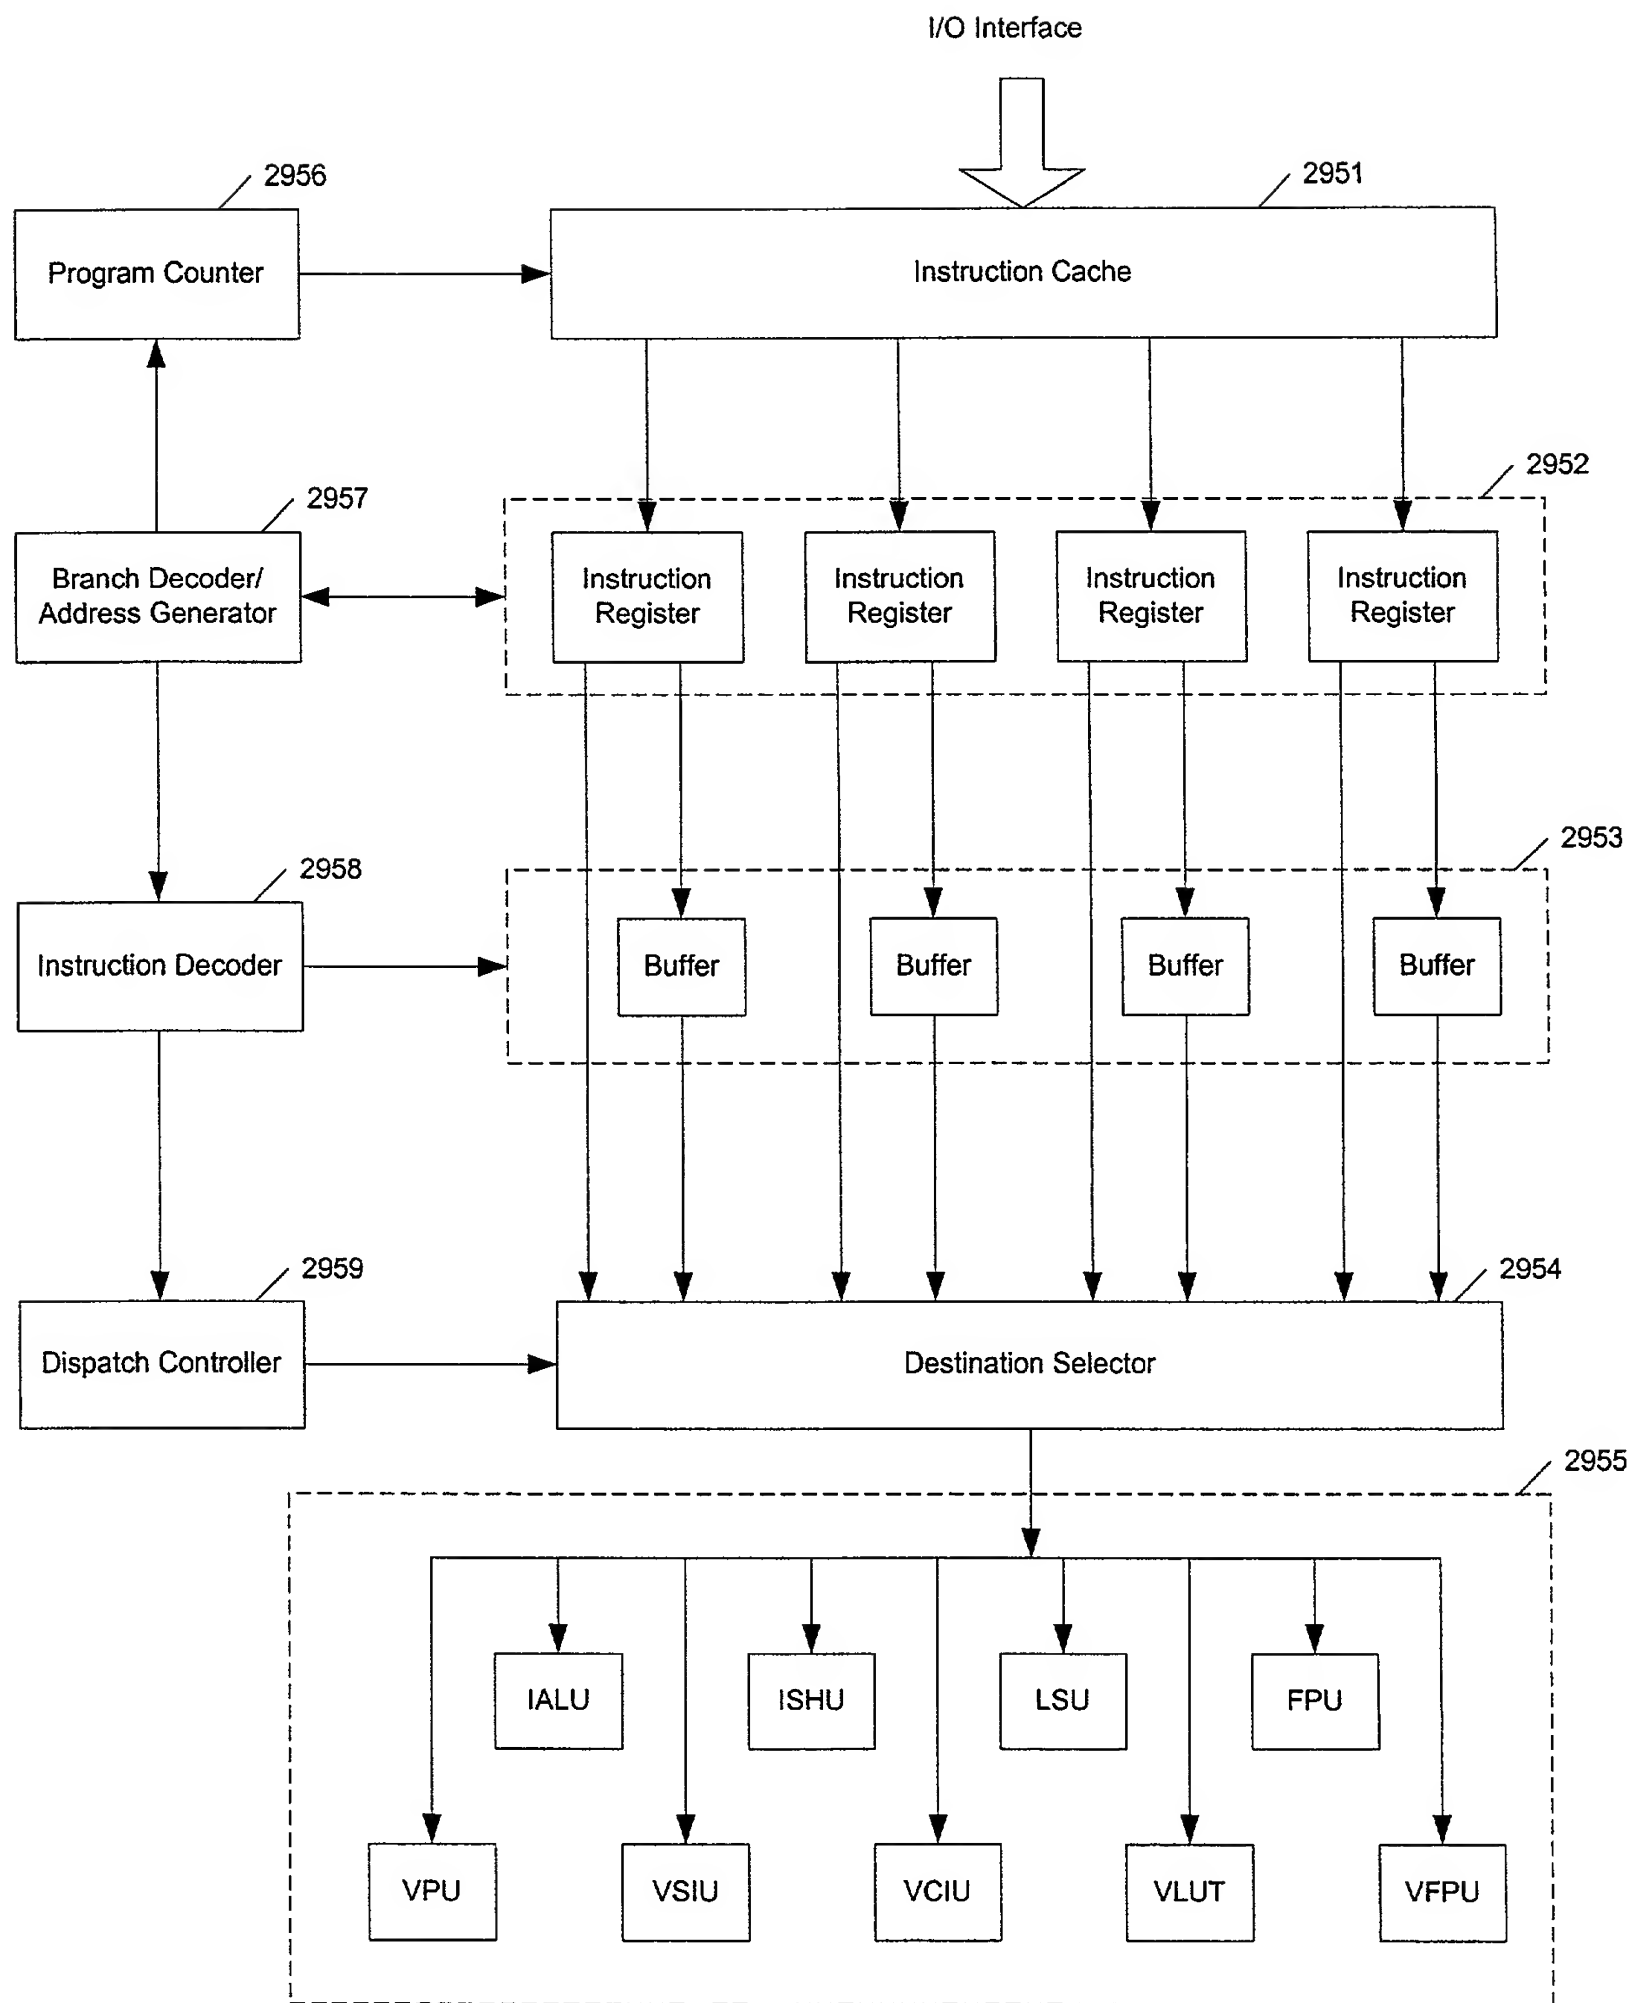 I/O Interface
2956
2951
Program Counter
Instruction Cache
2952
2957
Branch Decoder/
Address Generator
Instruction
Register
Instruction
Register
Instruction
Register
Instruction
Register
2953
2958
Instruction Decoder
Buffer
Buffer
Buffer
Buffer
2959
2954
Dispatch Controller
Destination Selector
2955
IALU
ISHU
LSU
FPU
VPU
VSIU
VCIU
VLUT
VFPU